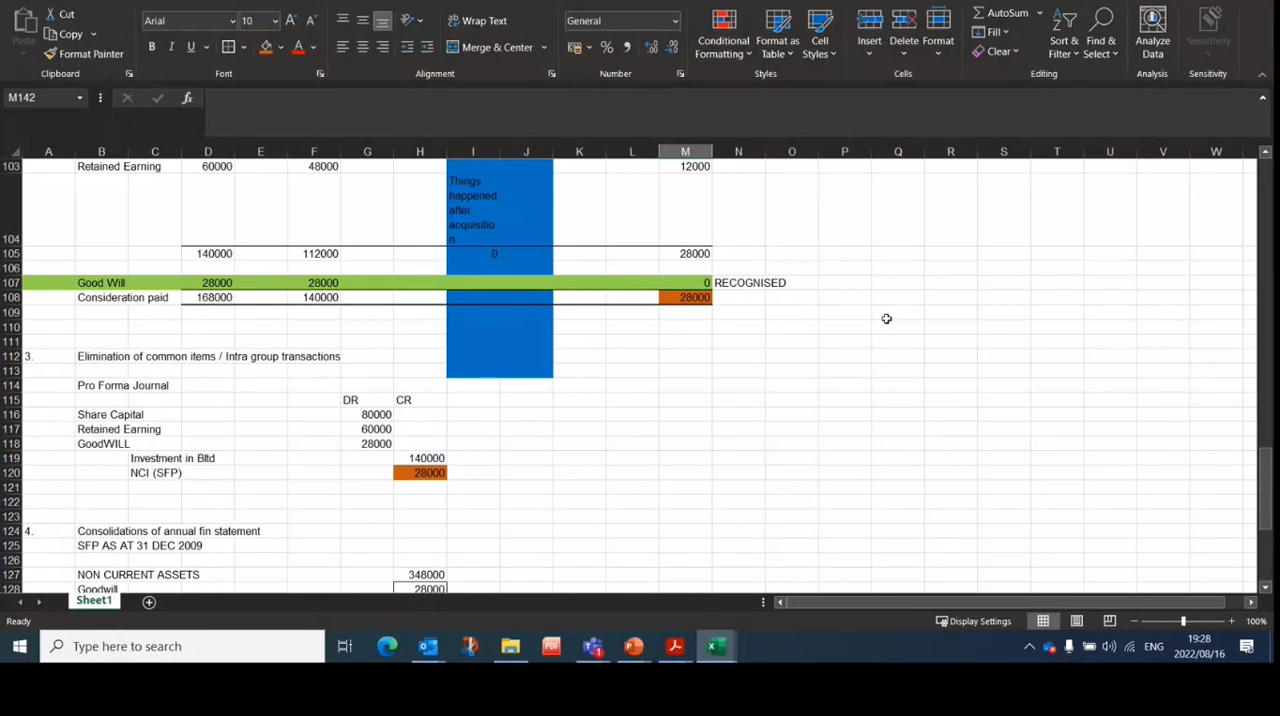 Cut
Arial 10 A A Wrap Text General AutoSum
Copy Fill
Paste Format Painter B I U A Merge & Center % , Conditional Formatting Format as Table Cell Styles Insert Delete Format Clear Sort & Filter Find & Select Analyze Data Sensitivity
Clipboard Font Alignment Number Styles Cells Editing Analysis Sensitivity
M142 fx
A B C D E F G H I J K L M N O P Q R S T U V W
103 Retained Earning 60000 48000 12000
104 Things
happened
after
acquisitio
n
105 140000 112000 0 28000
106
107 Good Will 28000 28000 0 RECOGNISED
108 Consideration paid 168000 140000 28000
109
110
111
112 3. Elimination of common items / Intra group transactions
113
114 Pro Forma Journal
115 DR CR
116 Share Capital 80000
117 Retained Earning 60000
118 GoodWILL 28000
119 Investment in Bltd 140000
120 NCI (SFP) 28000
121
122
123
124 4. Consolidations of annual fin statement
125 SFP AS AT 31 DEC 2009
126
127 NON CURRENT ASSETS 348000
128 Goodwill 28000
Sheet1
Ready Display Settings 100%
Type here to search PDF 1 ENG 19:28
2022/08/16